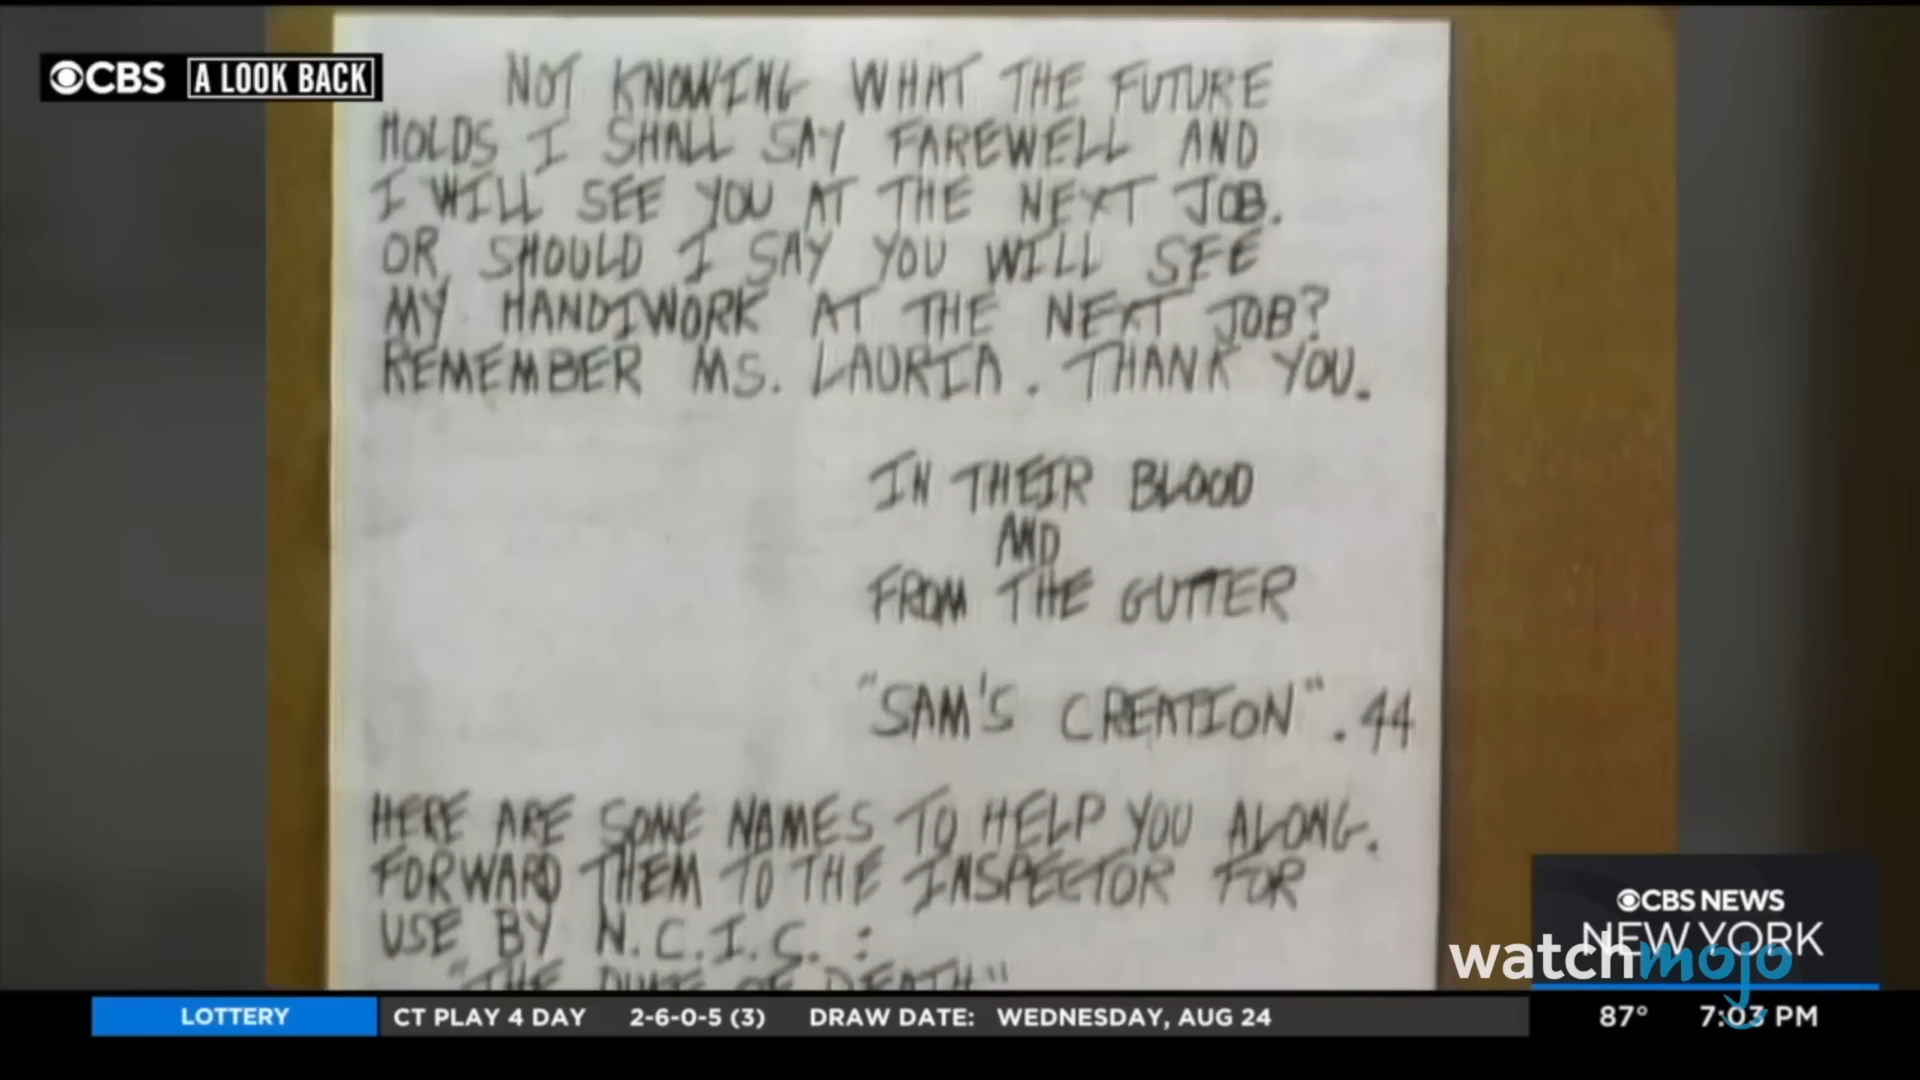 CBS A LOOK BACK
NOT KNOWING WHAT THE FUTURE
HOLDS I SHALL SAY FAREWELL AND
I WILL SEE YOU AT THE NEXT JOB.
OR, SHOULD I SAY YOU WILL SEE
MY HANDIWORK AT THE NEXT JOB?
REMEMBER MS. LAURIA. THANK YOU.
IN THEIR BLOOD
AND
FROM THE GUTTER
"SAM'S CREATION" .44
HERE ARE SOME NAMES TO HELP YOU ALONG.
FORWARD THEM TO THE INSPECTOR FOR
USE BY N.C.I.C. :
"THE DUKE OF DEATH"
CBS NEWS
NEW YORK
watchmojo
LOTTERY CT PLAY 4 DAY 2-6-0-5 (3) DRAW DATE: WEDNESDAY, AUG 24 87° 7:03 PM